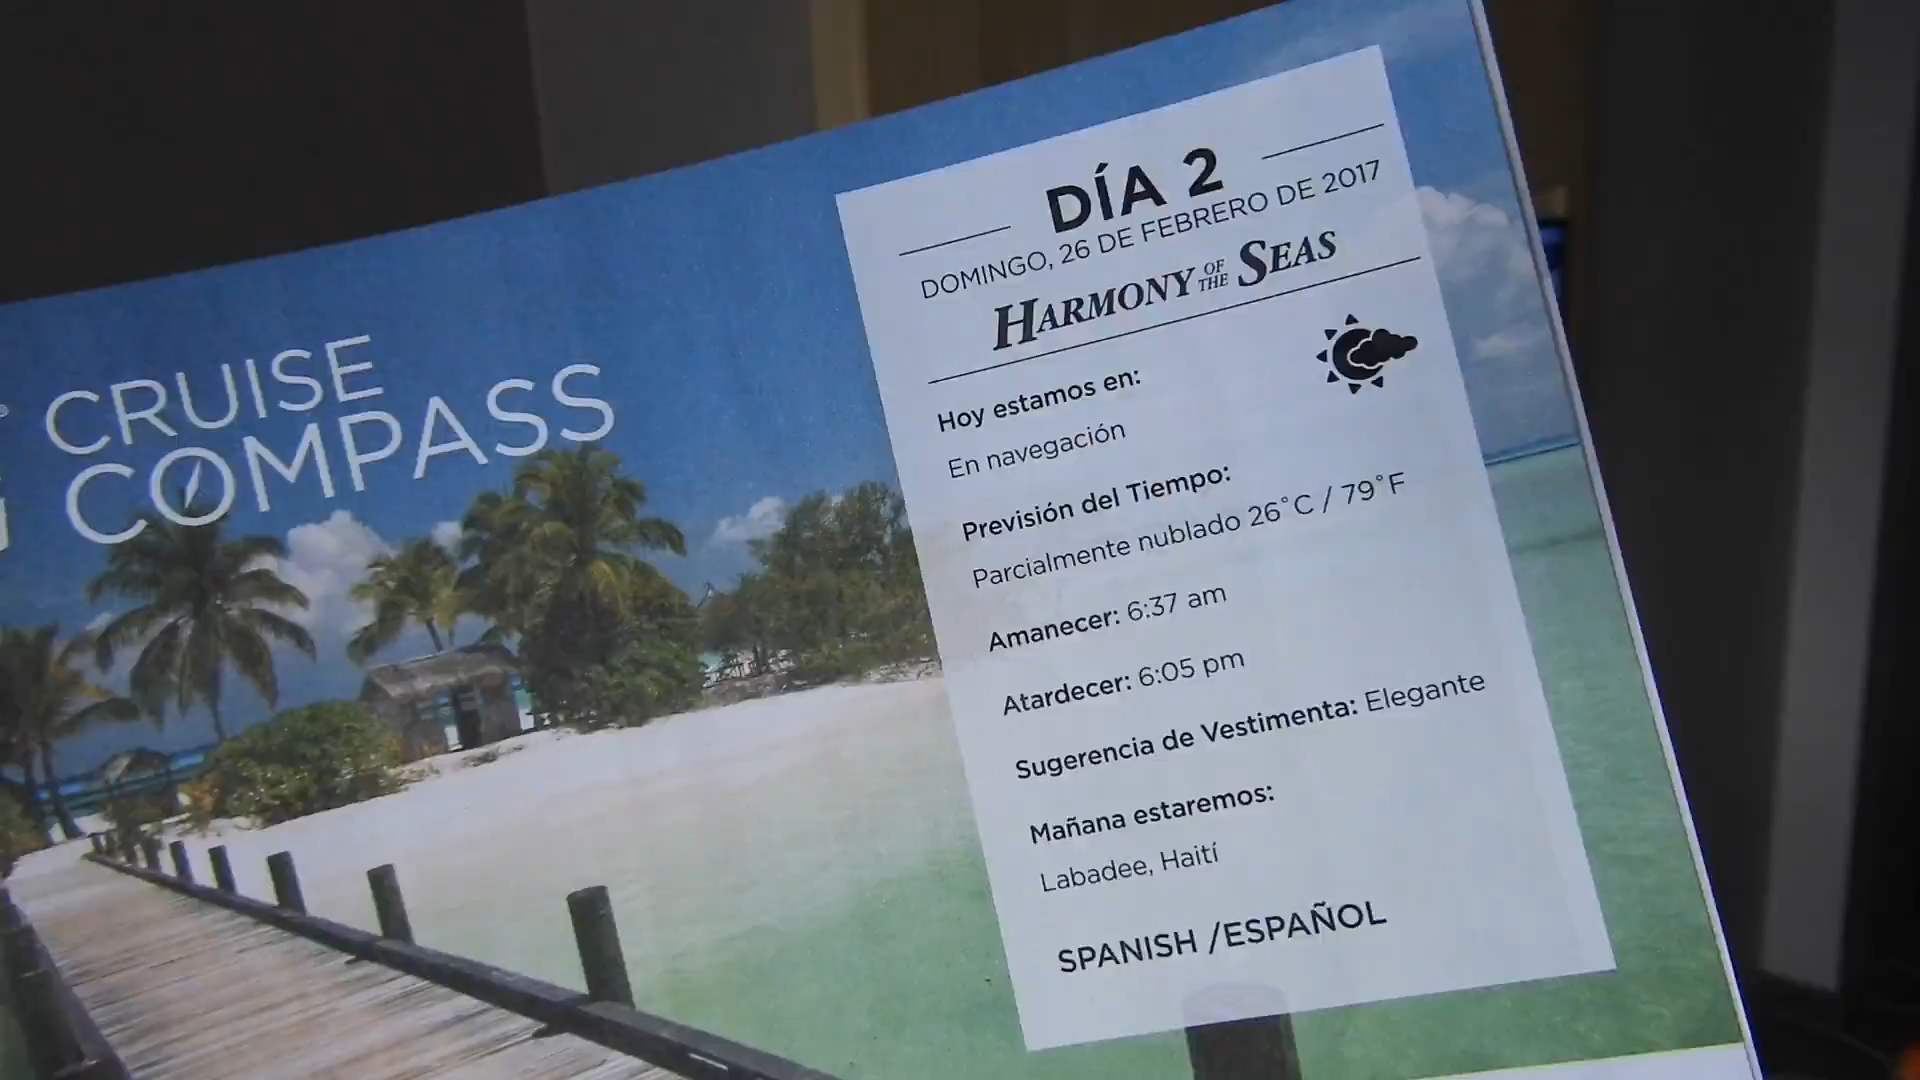 CRUISE
COMPASS
DÍA 2
DOMINGO, 26 DE FEBRERO DE 2017
HARMONY OF THE SEAS
Hoy estamos en:
En navegación
Previsión del Tiempo:
Parcialmente nublado 26°C / 79°F
Amanecer: 6:37 am
Atardecer: 6:05 pm
Sugerencia de Vestimenta: Elegante
Mañana estaremos:
Labadee, Haití
SPANISH /ESPAÑOL